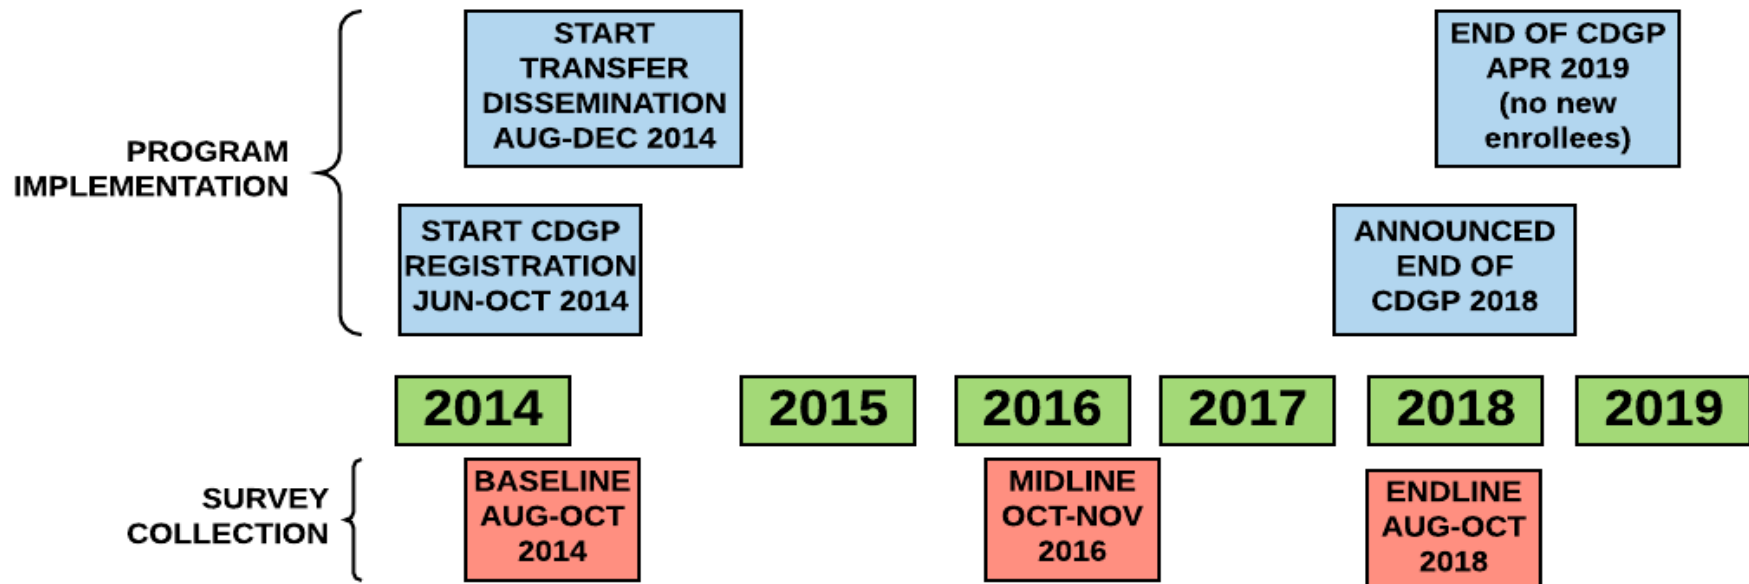 START
TRANSFER
DISSEMINATION
AUG-DEC 2014
END OF CDGP
APR 2019
(no new
enrollees)
PROGRAM
IMPLEMENTATION
START CDGP
REGISTRATION
JUN-OCT 2014
ANNOUNCED
END OF
CDGP 2018
2014
2015
2016
2017
2018
2019
SURVEY
COLLECTION
BASELINE
AUG-OCT
2014
MIDLINE
OCT-NOV
2016
ENDLINE
AUG-OCT
2018